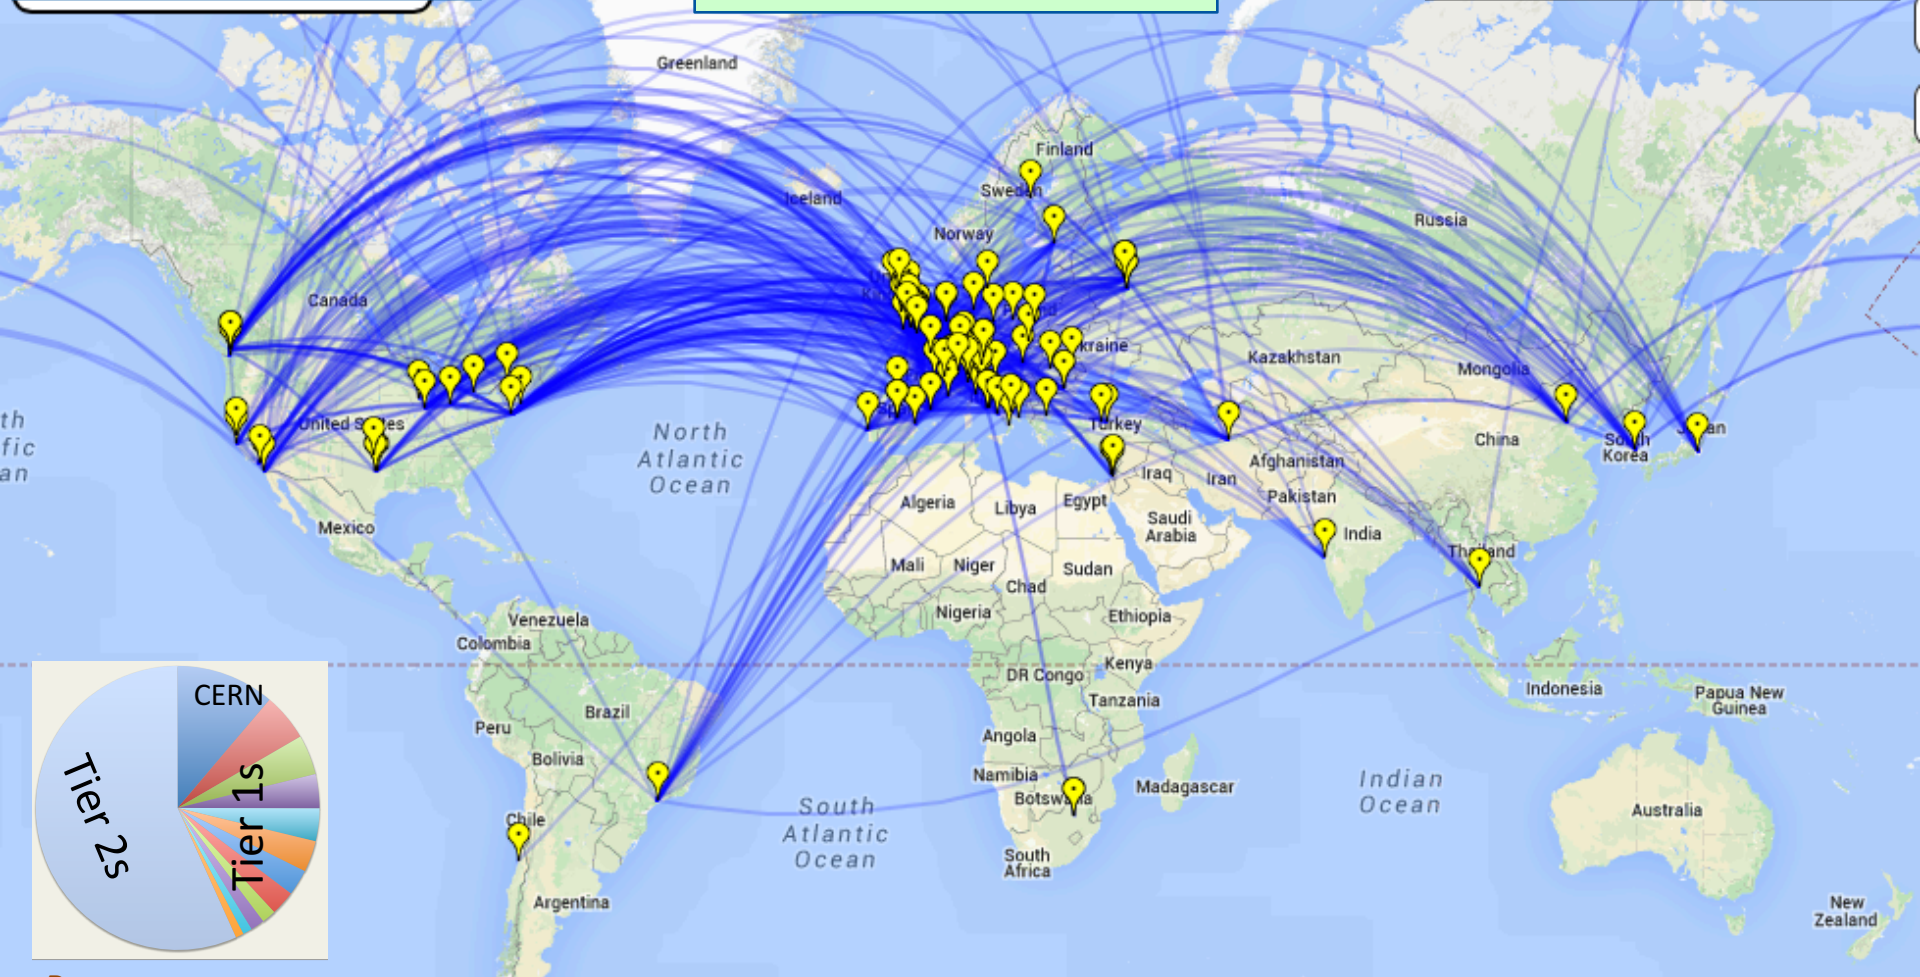 Greenland
Finland
Sweden
Iceland
Norway
Russia
Canada
Ukraine
Kazakhstan
Mongolia
United States
Turkey
North
Atlantic
Ocean
China
South
Korea
Japan
Afghanistan
Iraq
Iran
Pakistan
Algeria
Libya
Egypt
Saudi
Arabia
India
Mexico
Thailand
Mali
Niger
Sudan
Chad
Nigeria
Ethiopia
Venezuela
Colombia
Kenya
DR Congo
Tanzania
Indonesia
Papua New
Guinea
CERN
Tier 1s
Tier 2s
Peru
Brazil
Bolivia
Angola
Namibia
Botswana
Madagascar
Indian
Ocean
South
Atlantic
Ocean
Chile
Australia
South
Africa
Argentina
New
Zealand